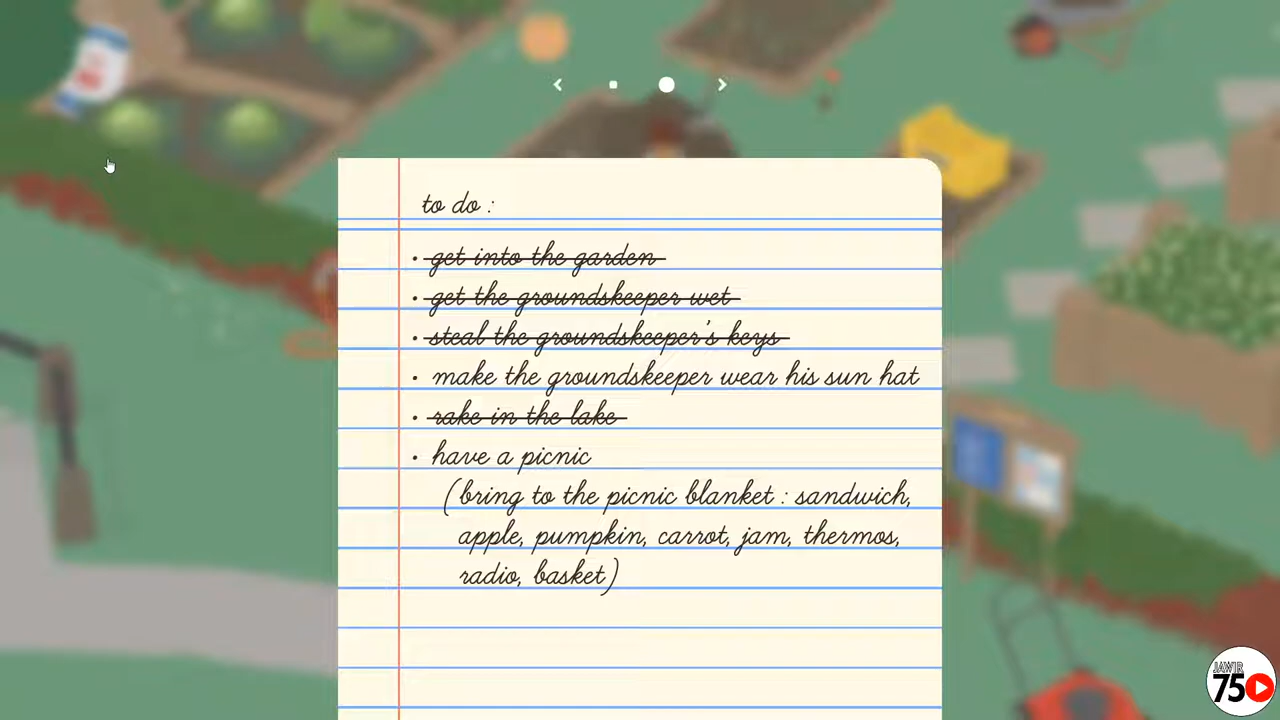 to do :
• get into the garden
• get the groundskeeper wet
• steal the groundskeeper's keys
• make the groundskeeper wear his sun hat
• rake in the lake
• have a picnic
(bring to the picnic blanket : sandwich,
apple, pumpkin, carrot, jam, thermos,
radio, basket)
JAWIR
75